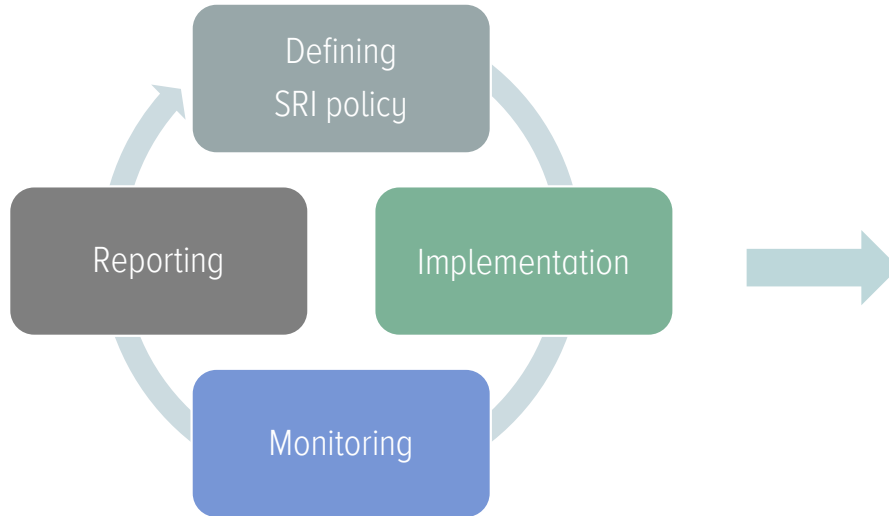 Defining
SRI policy
Reporting
Implementation
Monitoring